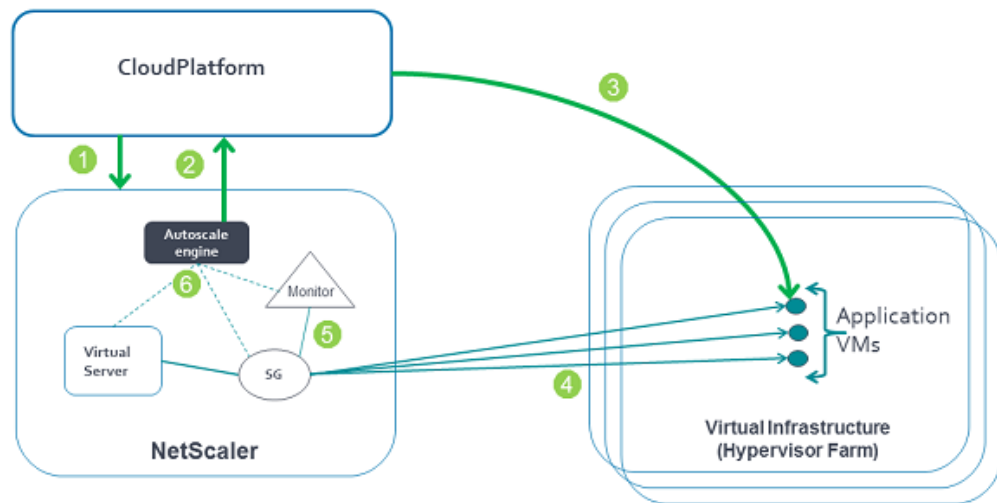 CloudPlatform
3
1
2
Autoscale
engine
6
Monitor
5
Virtual
Server
SG
4
Application
VMs
NetScaler
Virtual Infrastructure
(Hypervisor Farm)